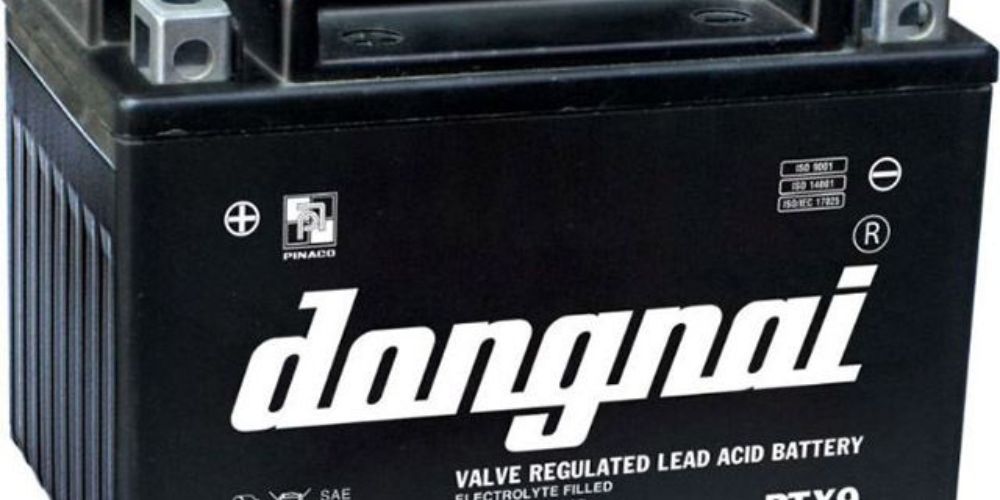 ISO 9001
ISO 14001
ISO/IEC 17025
PINACO
R
dongnai
VALVE REGULATED LEAD ACID BATTERY
ELECTROLYTE FILLED
SAE